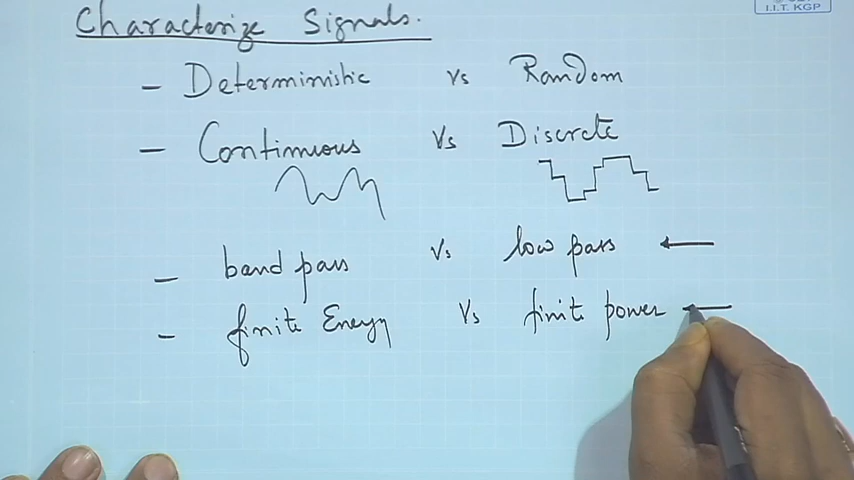 Characterize Signals.
I.I.T. KGP
- Deterministic vs Random
- Continuous Vs Discrete
- band pass Vs low pass
- finite Energy Vs finite power